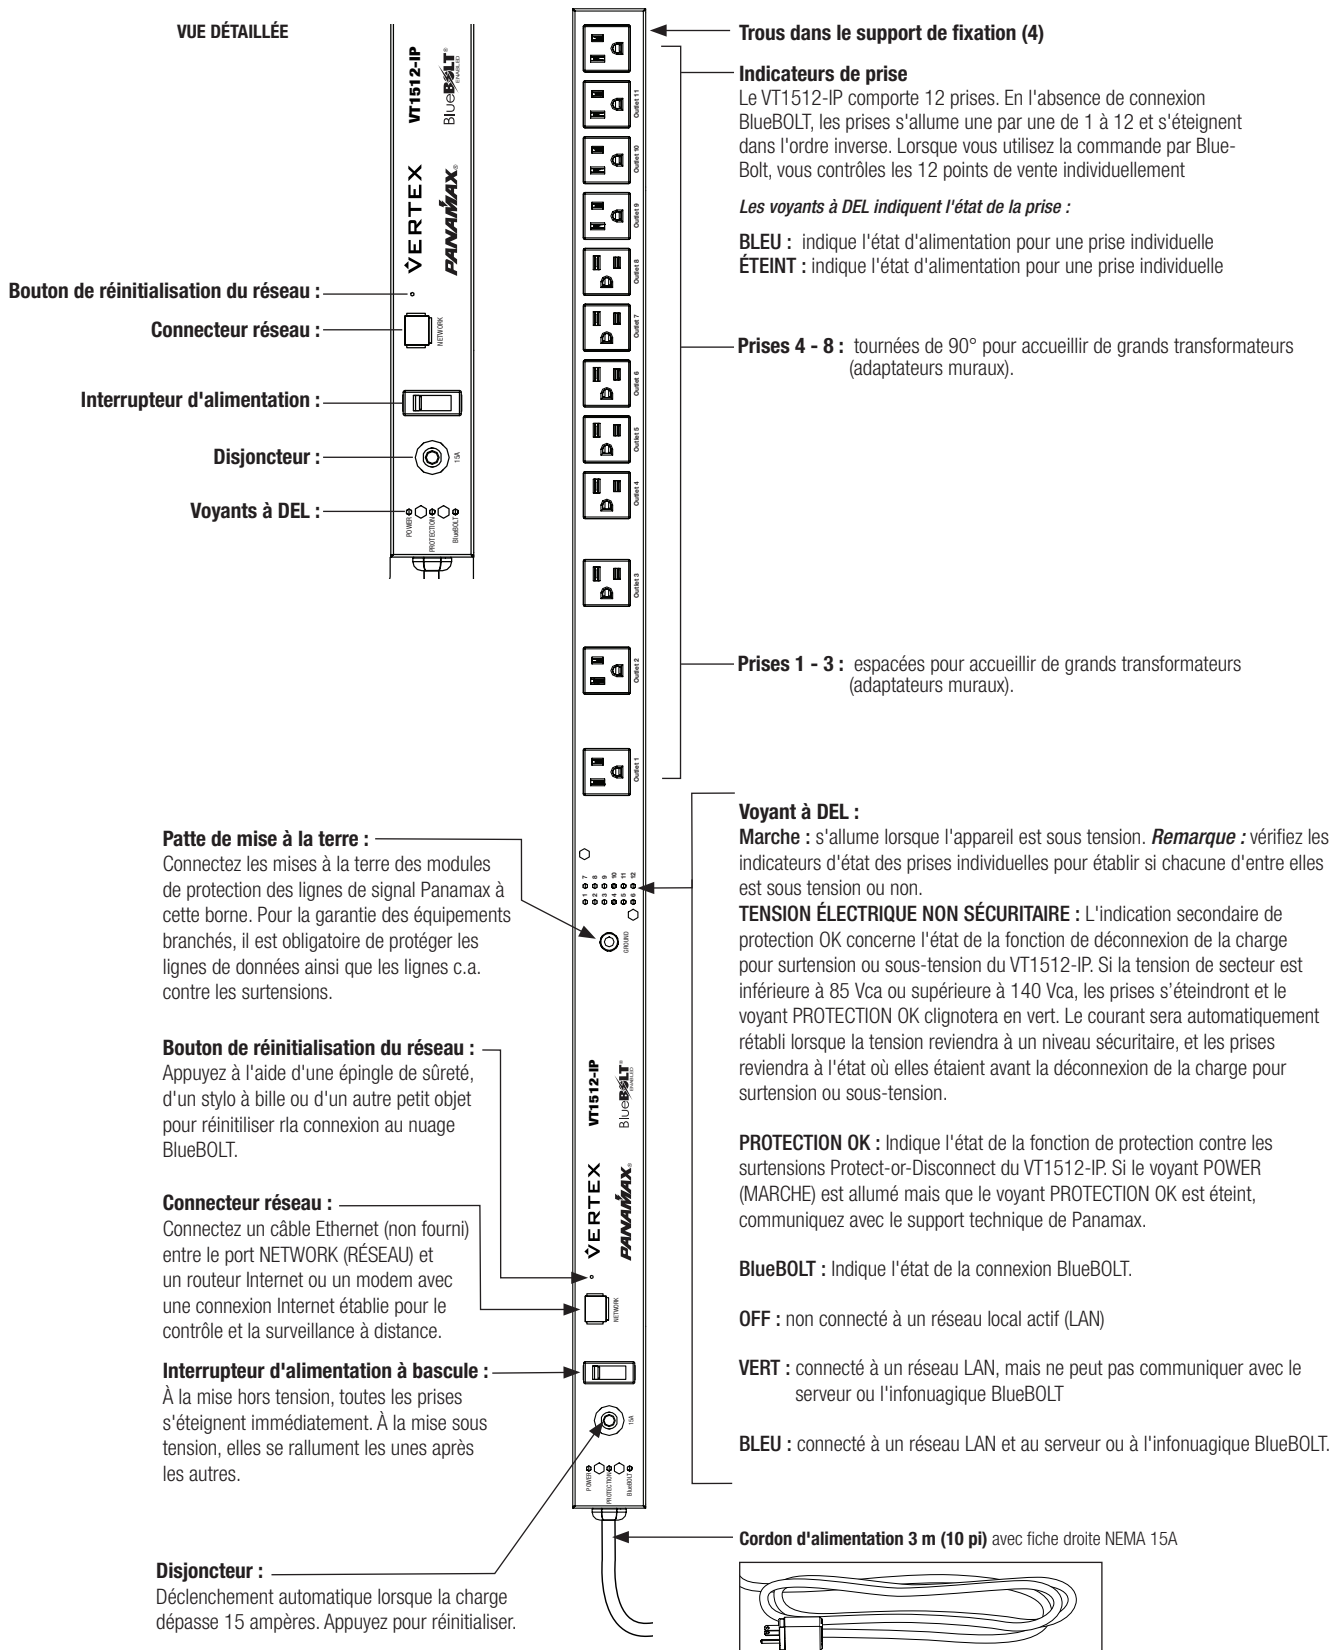 VUE DÉTAILLÉE
VT1512-IP
BlueBOLT®
ENABLED
VERTEX
PANAMAX®
Bouton de réinitialisation du réseau :
Connecteur réseau :
NETWORK
Interrupteur d'alimentation :
Disjoncteur :
15A
Voyants à DEL :
POWER
PROTECTION
BlueBOLT
Trous dans le support de fixation (4)
Indicateurs de prise
Le VT1512-IP comporte 12 prises. En l'absence de connexion
BlueBOLT, les prises s'allume une par une de 1 à 12 et s'éteignent
dans l'ordre inverse. Lorsque vous utilisez la commande par Blue-
Bolt, vous contrôles les 12 points de vente individuellement
Les voyants à DEL indiquent l'état de la prise :
BLEU : indique l'état d'alimentation pour une prise individuelle
ÉTEINT : indique l'état d'alimentation pour une prise individuelle
Prises 4 - 8 : tournées de 90° pour accueillir de grands transformateurs
(adaptateurs muraux).
Prises 1 - 3 : espacées pour accueillir de grands transformateurs
(adaptateurs muraux).
Outlet 11
Outlet 10
Outlet 9
Outlet 8
Outlet 7
Outlet 6
Outlet 5
Outlet 4
Outlet 3
Outlet 2
Outlet 1
1 7
2 8
3 9
4 10
5 11
6 12
GROUND
VT1512-IP
BlueBOLT®
ENABLED
VERTEX
PANAMAX®
NETWORK
15A
POWER
PROTECTION
BlueBOLT
Patte de mise à la terre :
Connectez les mises à la terre des modules
de protection des lignes de signal Panamax à
cette borne. Pour la garantie des équipements
branchés, il est obligatoire de protéger les
lignes de données ainsi que les lignes c.a.
contre les surtensions.
Bouton de réinitialisation du réseau :
Appuyez à l'aide d'une épingle de sûreté,
d'un stylo à bille ou d'un autre petit objet
pour réinitiliser rla connexion au nuage
BlueBOLT.
Connecteur réseau :
Connectez un câble Ethernet (non fourni)
entre le port NETWORK (RÉSEAU) et
un routeur Internet ou un modem avec
une connexion Internet établie pour le
contrôle et la surveillance à distance.
Interrupteur d'alimentation à bascule :
À la mise hors tension, toutes les prises
s'éteignent immédiatement. À la mise sous
tension, elles se rallument les unes après
les autres.
Disjoncteur :
Déclenchement automatique lorsque la charge
dépasse 15 ampères. Appuyez pour réinitialiser.
Voyant à DEL :
Marche : s'allume lorsque l'appareil est sous tension. Remarque : vérifiez les
indicateurs d'état des prises individuelles pour établir si chacune d'entre elles
est sous tension ou non.
TENSION ÉLECTRIQUE NON SÉCURITAIRE : L'indication secondaire de
protection OK concerne l'état de la fonction de déconnexion de la charge
pour surtension ou sous-tension du VT1512-IP. Si la tension de secteur est
inférieure à 85 Vca ou supérieure à 140 Vca, les prises s’éteindront et le
voyant PROTECTION OK clignotera en vert. Le courant sera automatiquement
rétabli lorsque la tension reviendra à un niveau sécuritaire, et les prises
reviendra à l'état où elles étaient avant la déconnexion de la charge pour
surtension ou sous-tension.
PROTECTION OK : Indique l'état de la fonction de protection contre les
surtensions Protect-or-Disconnect du VT1512-IP. Si le voyant POWER
(MARCHE) est allumé mais que le voyant PROTECTION OK est éteint,
communiquez avec le support technique de Panamax.
BlueBOLT : Indique l'état de la connexion BlueBOLT.
OFF : non connecté à un réseau local actif (LAN)
VERT : connecté à un réseau LAN, mais ne peut pas communiquer avec le
serveur ou l'infonuagique BlueBOLT
BLEU : connecté à un réseau LAN et au serveur ou à l'infonuagique BlueBOLT.
Cordon d'alimentation 3 m (10 pi) avec fiche droite NEMA 15A